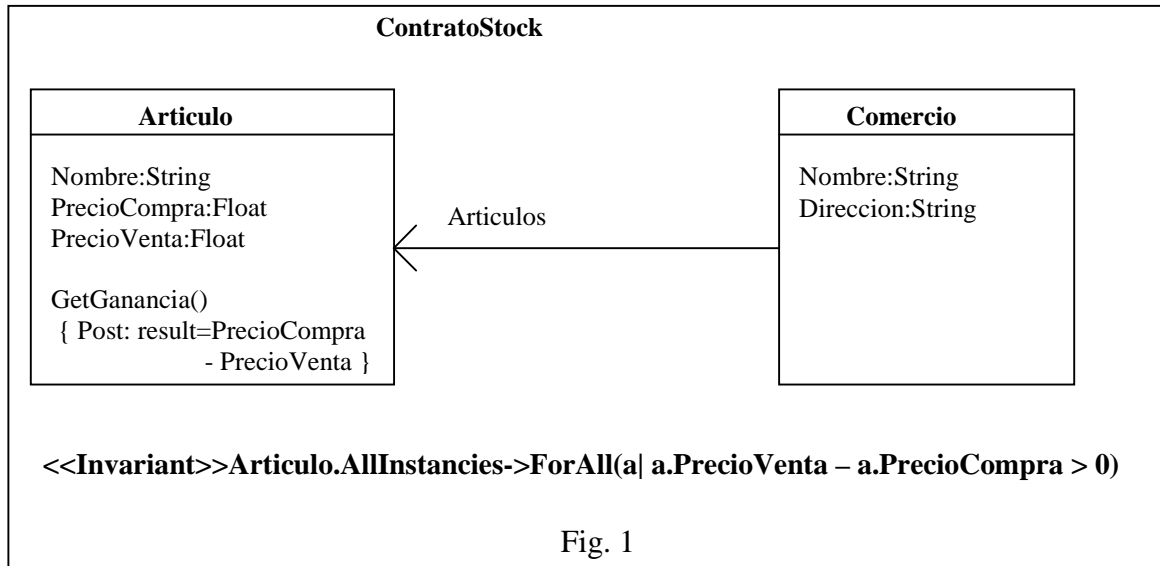 ContratoStock
Articulo
Nombre:String
PrecioCompra:Float
PrecioVenta:Float
GetGanancia()
{ Post: result=PrecioCompra
- PrecioVenta }
Articulos
Comercio
Nombre:String
Direccion:String
<<Invariant>>Articulo.AllInstancies->ForAll(a| a.PrecioVenta – a.PrecioCompra > 0)
Fig. 1